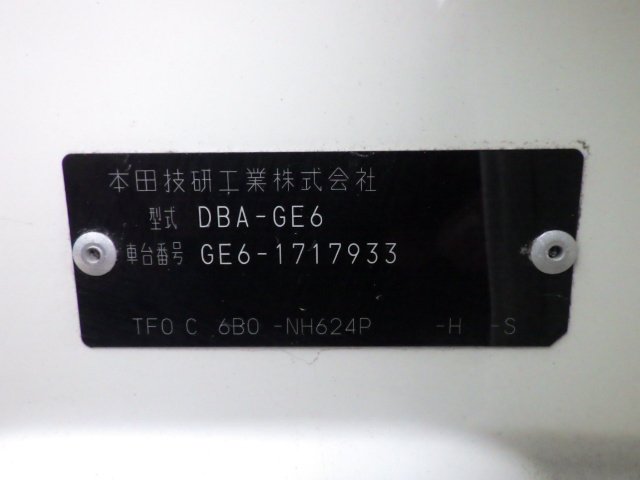 本田技研工業株式会社
型式 DBA-GE6
車台番号 GE6-1717933
TF0 C 6B0 -NH624P -H -S